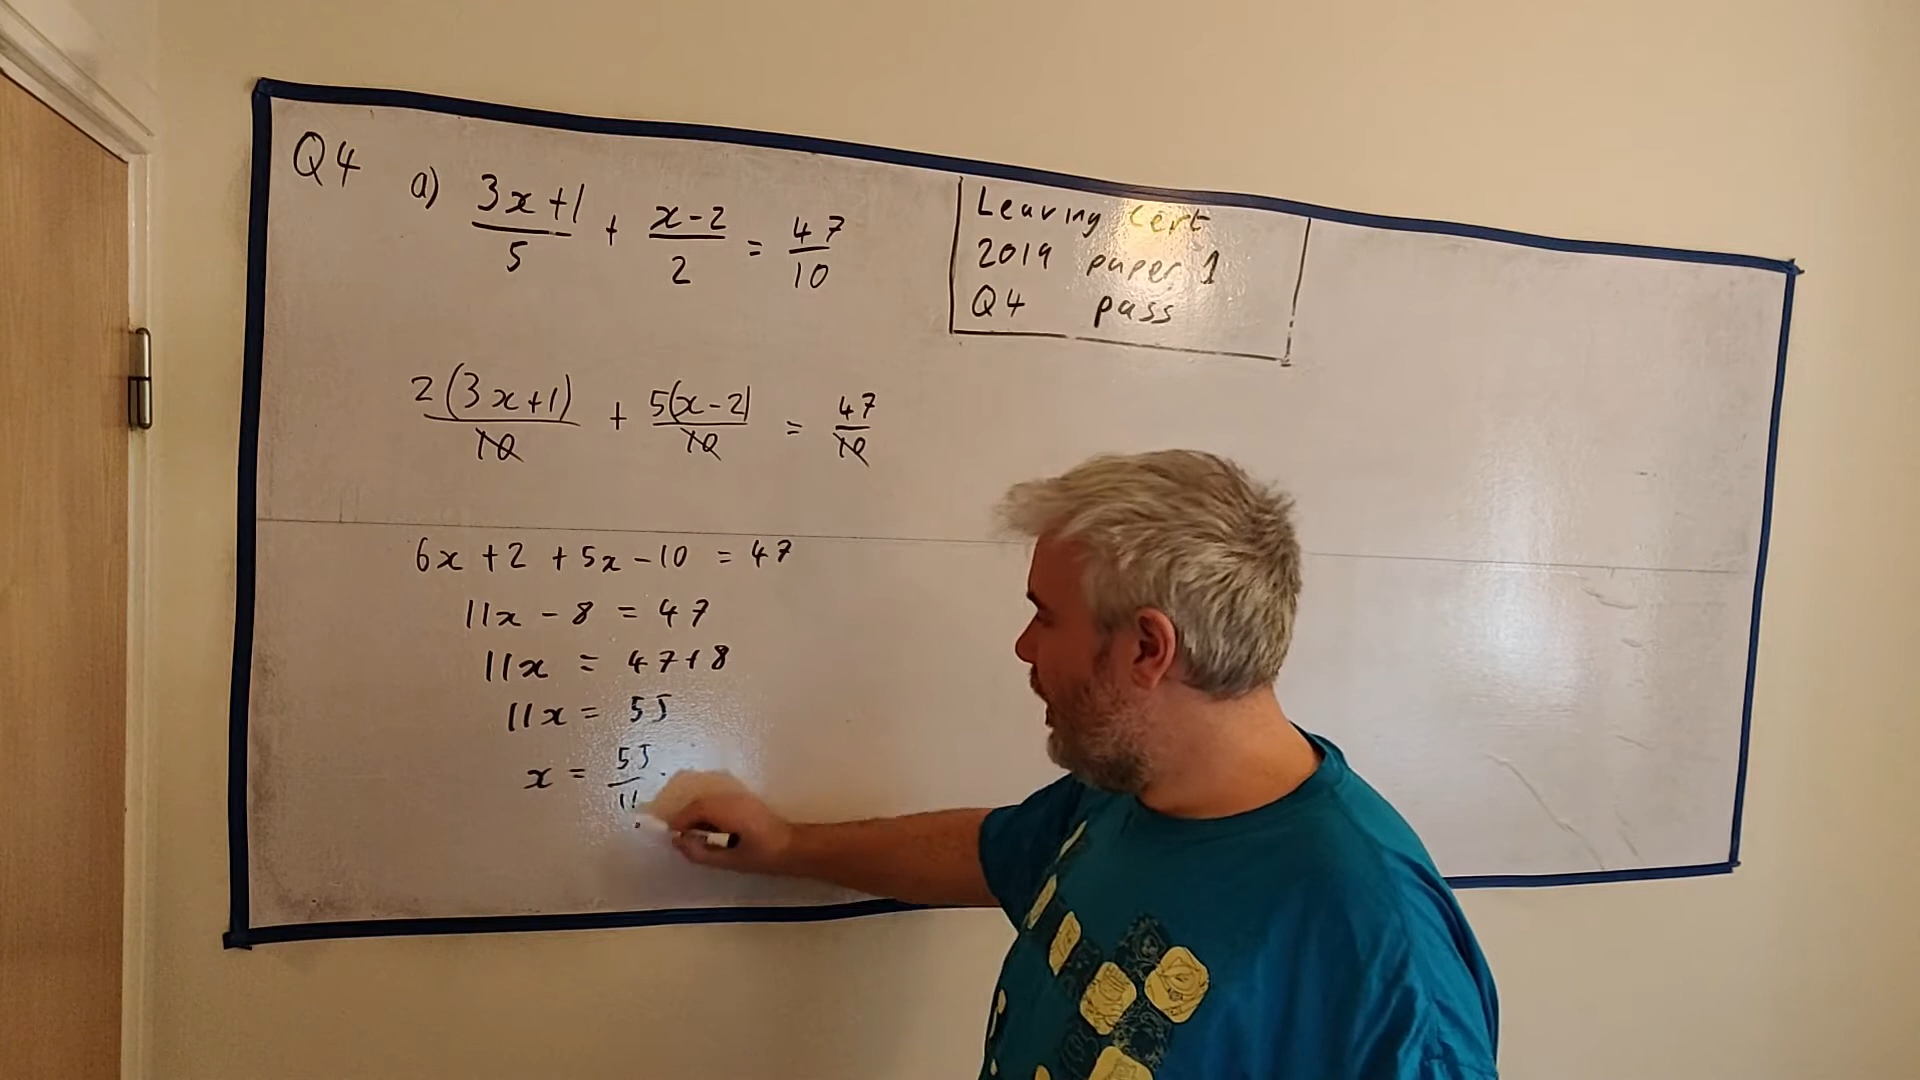 Q4 a) (3x+1)/5 + (x-2)/2 = 47/10
Leaving Cert
2019 paper 1
Q4 pass
2(3x+1)/10 + 5(x-2)/10 = 47/10
6x + 2 + 5x - 10 = 47
11x - 8 = 47
11x = 47+8
11x = 55
x = 55/11